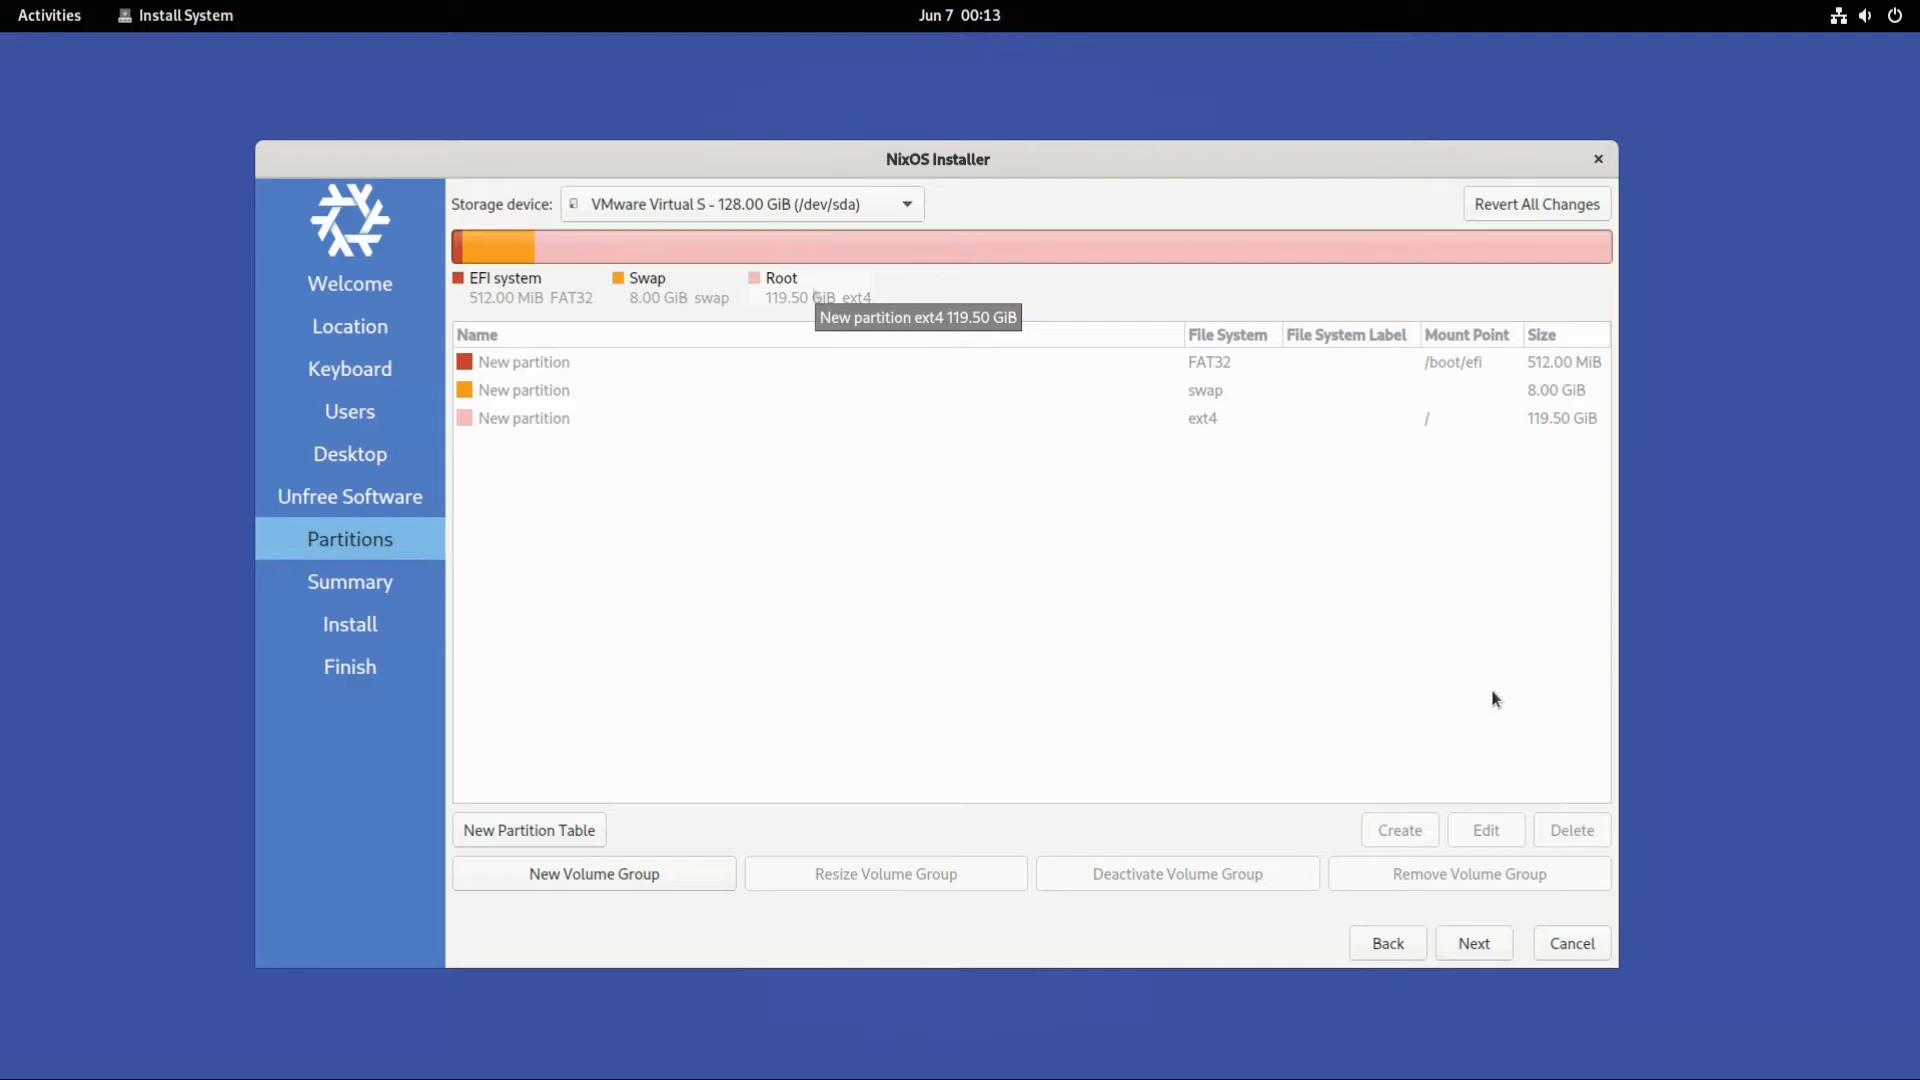 Activities Install System Jun 7 00:13
NixOS Installer ×
Storage device: VMware Virtual S - 128.00 GiB (/dev/sda) Revert All Changes
EFI system Swap Root
512.00 MiB FAT32 8.00 GiB swap 119.50 GiB ext4
New partition ext4 119.50 GiB
Name File System File System Label Mount Point Size
New partition FAT32 /boot/efi 512.00 MiB
New partition swap 8.00 GiB
New partition ext4 / 119.50 GiB
Welcome
Location
Keyboard
Users
Desktop
Unfree Software
Partitions
Summary
Install
Finish
New Partition Table Create Edit Delete
New Volume Group Resize Volume Group Deactivate Volume Group Remove Volume Group
Back Next Cancel